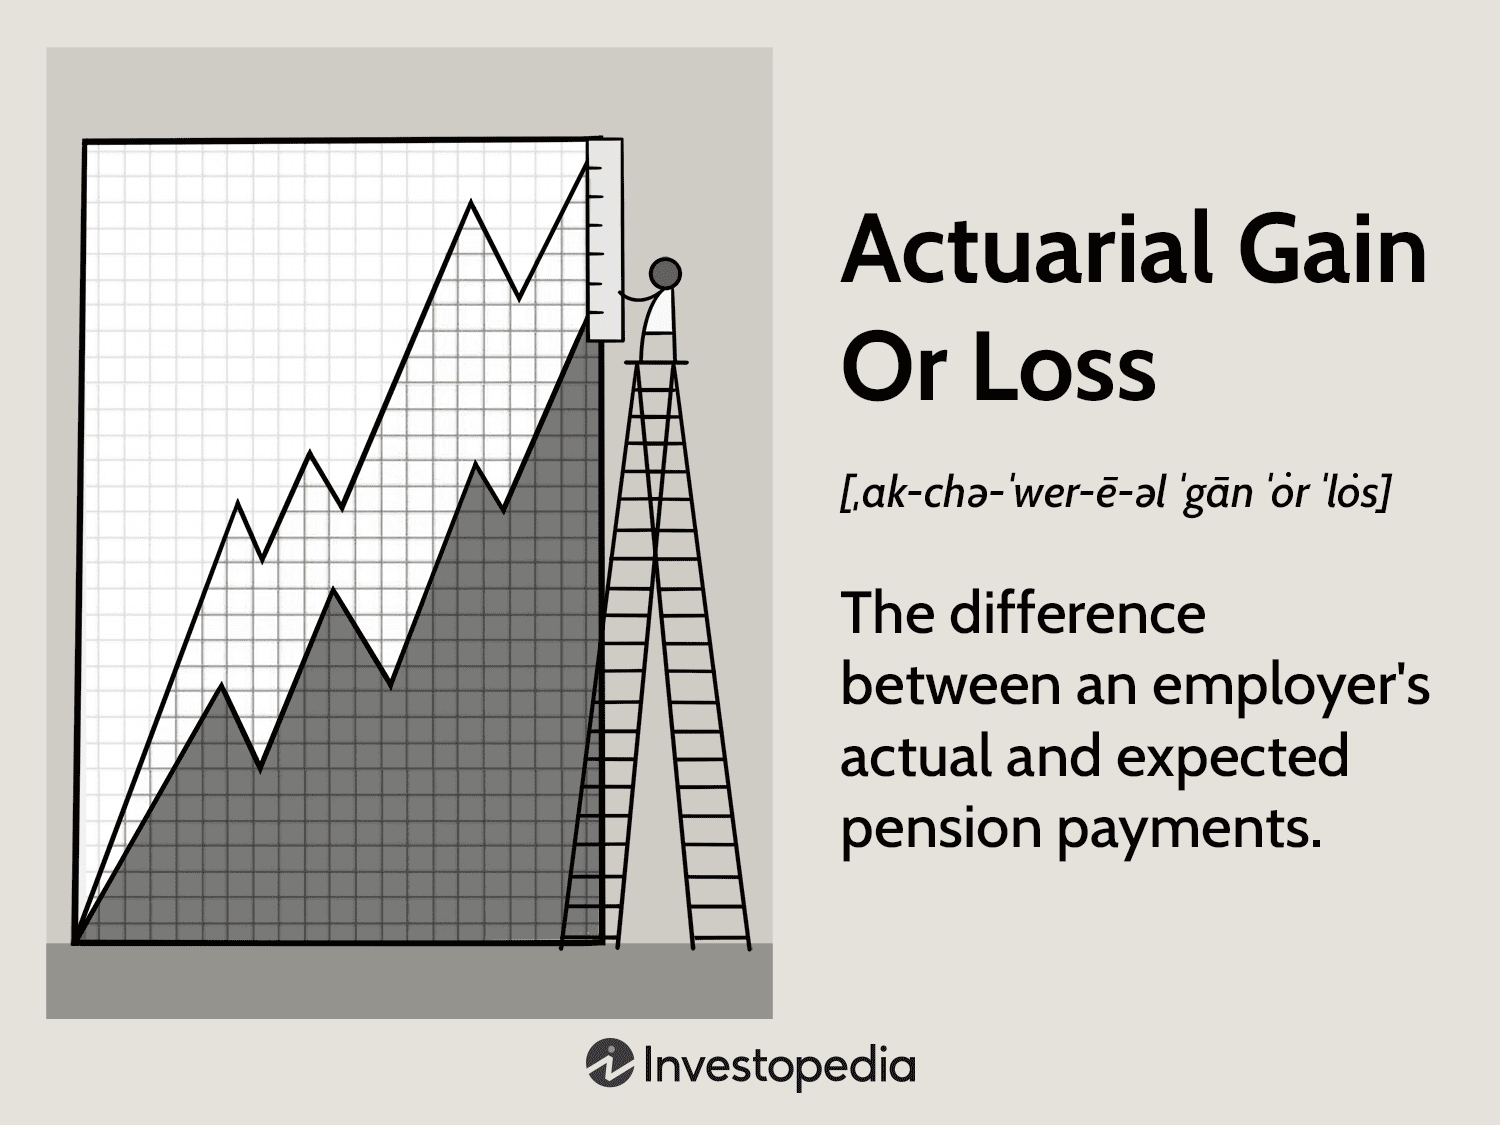 Actuarial Gain
Or Loss
[ˌak-chə-ˈwer-ē-əl ˈgān ˈȯr ˈlȯs]
The difference
between an employer's
actual and expected
pension payments.
Investopedia